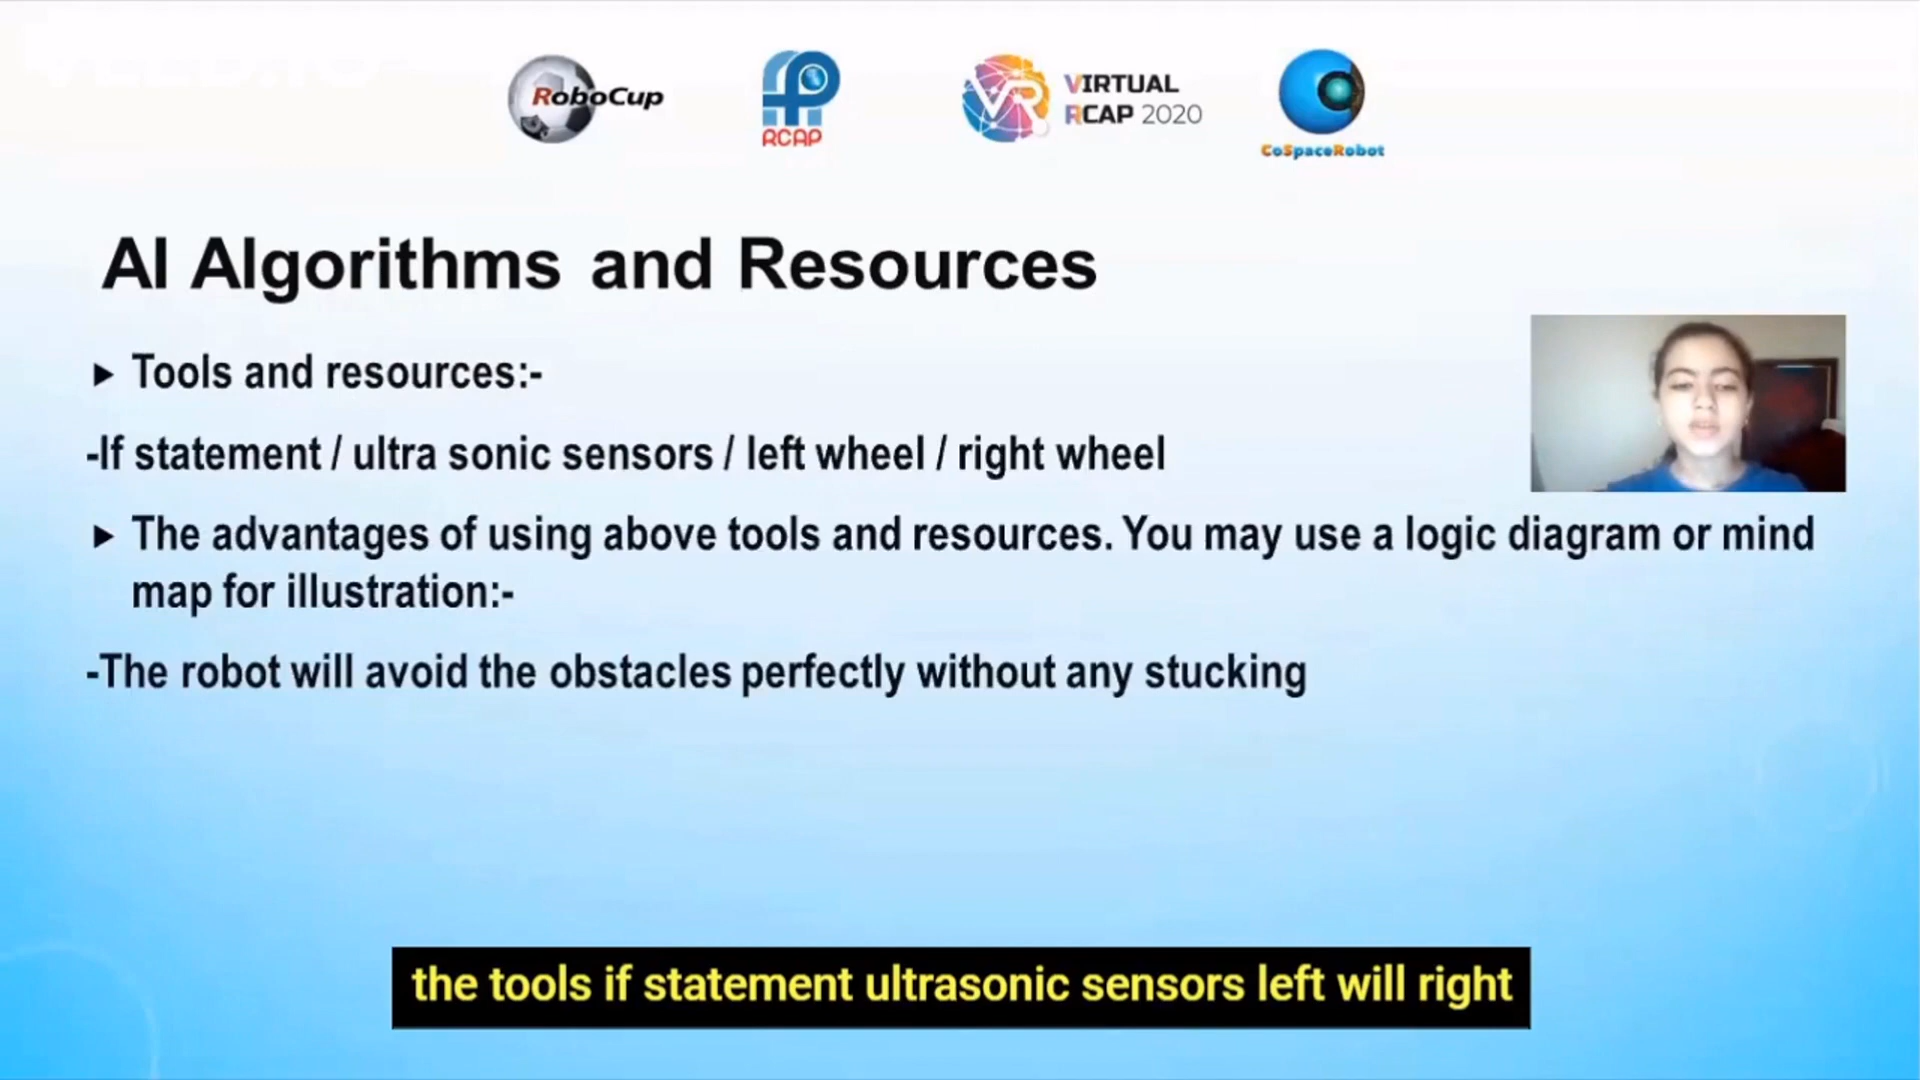 RoboCup
RCAP
VIRTUAL
RCAP 2020
CoSpaceRobot
AI Algorithms and Resources
Tools and resources:-
-If statement / ultra sonic sensors / left wheel / right wheel
The advantages of using above tools and resources. You may use a logic diagram or mind
map for illustration:-
-The robot will avoid the obstacles perfectly without any stucking
the tools if statement ultrasonic sensors left will right